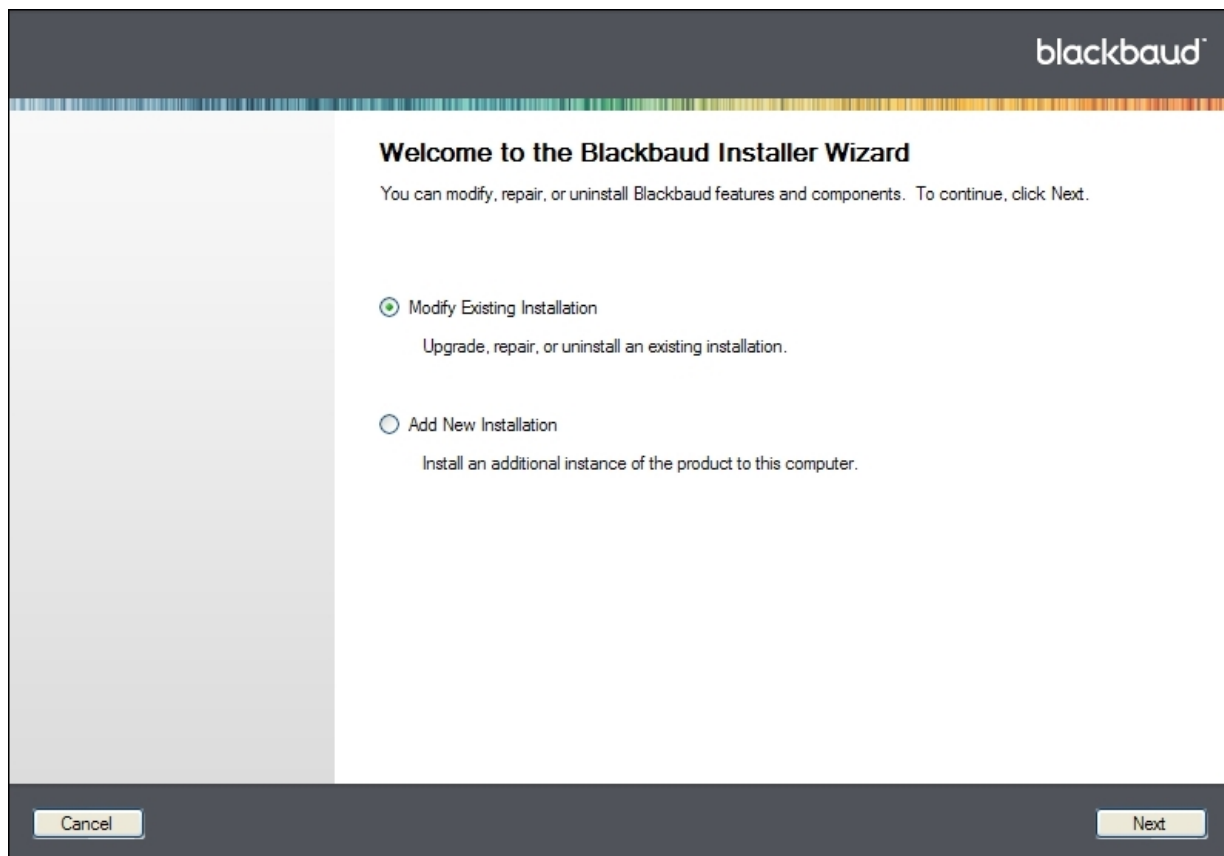 blackbaud
Welcome to the Blackbaud Installer Wizard
You can modify, repair, or uninstall Blackbaud features and components. To continue, click Next.
Modify Existing Installation
Upgrade, repair, or uninstall an existing installation.
Add New Installation
Install an additional instance of the product to this computer.
Cancel
Next